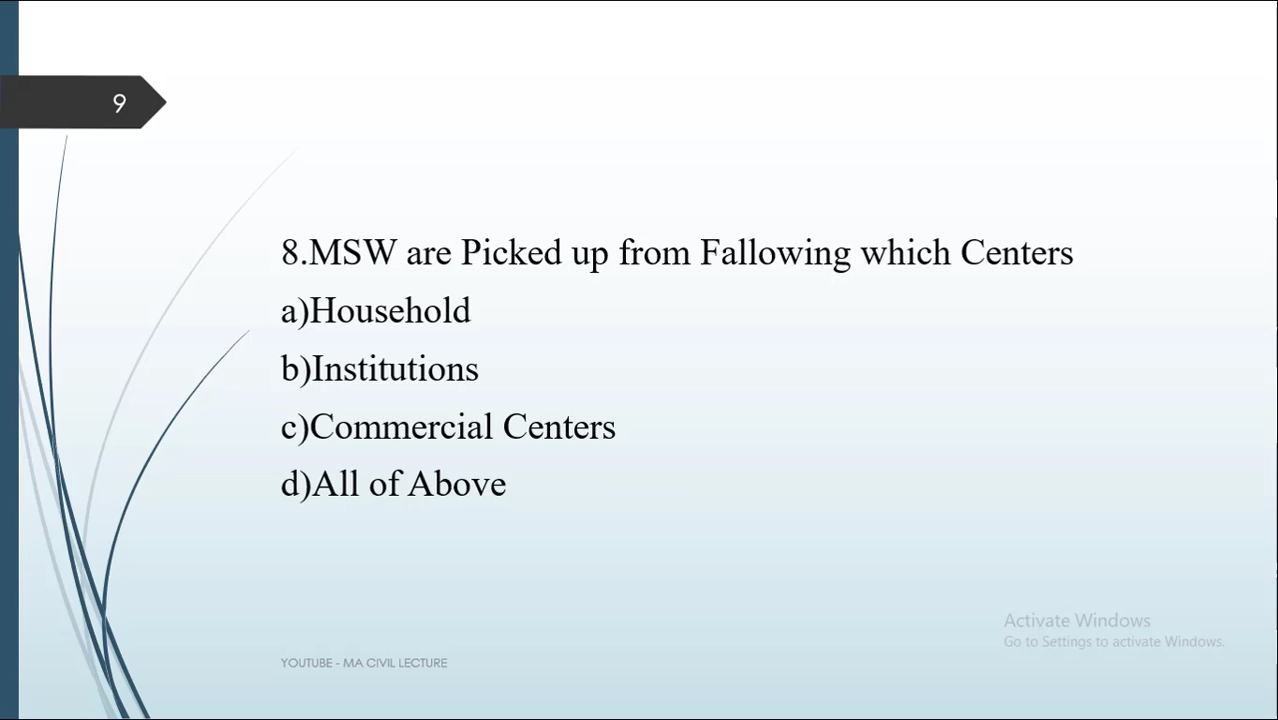 9
8.MSW are Picked up from Fallowing which Centers
a)Household
b)Institutions
c)Commercial Centers
d)All of Above
Activate Windows
Go to Settings to activate Windows.
YOUTUBE - MA CIVIL LECTURE